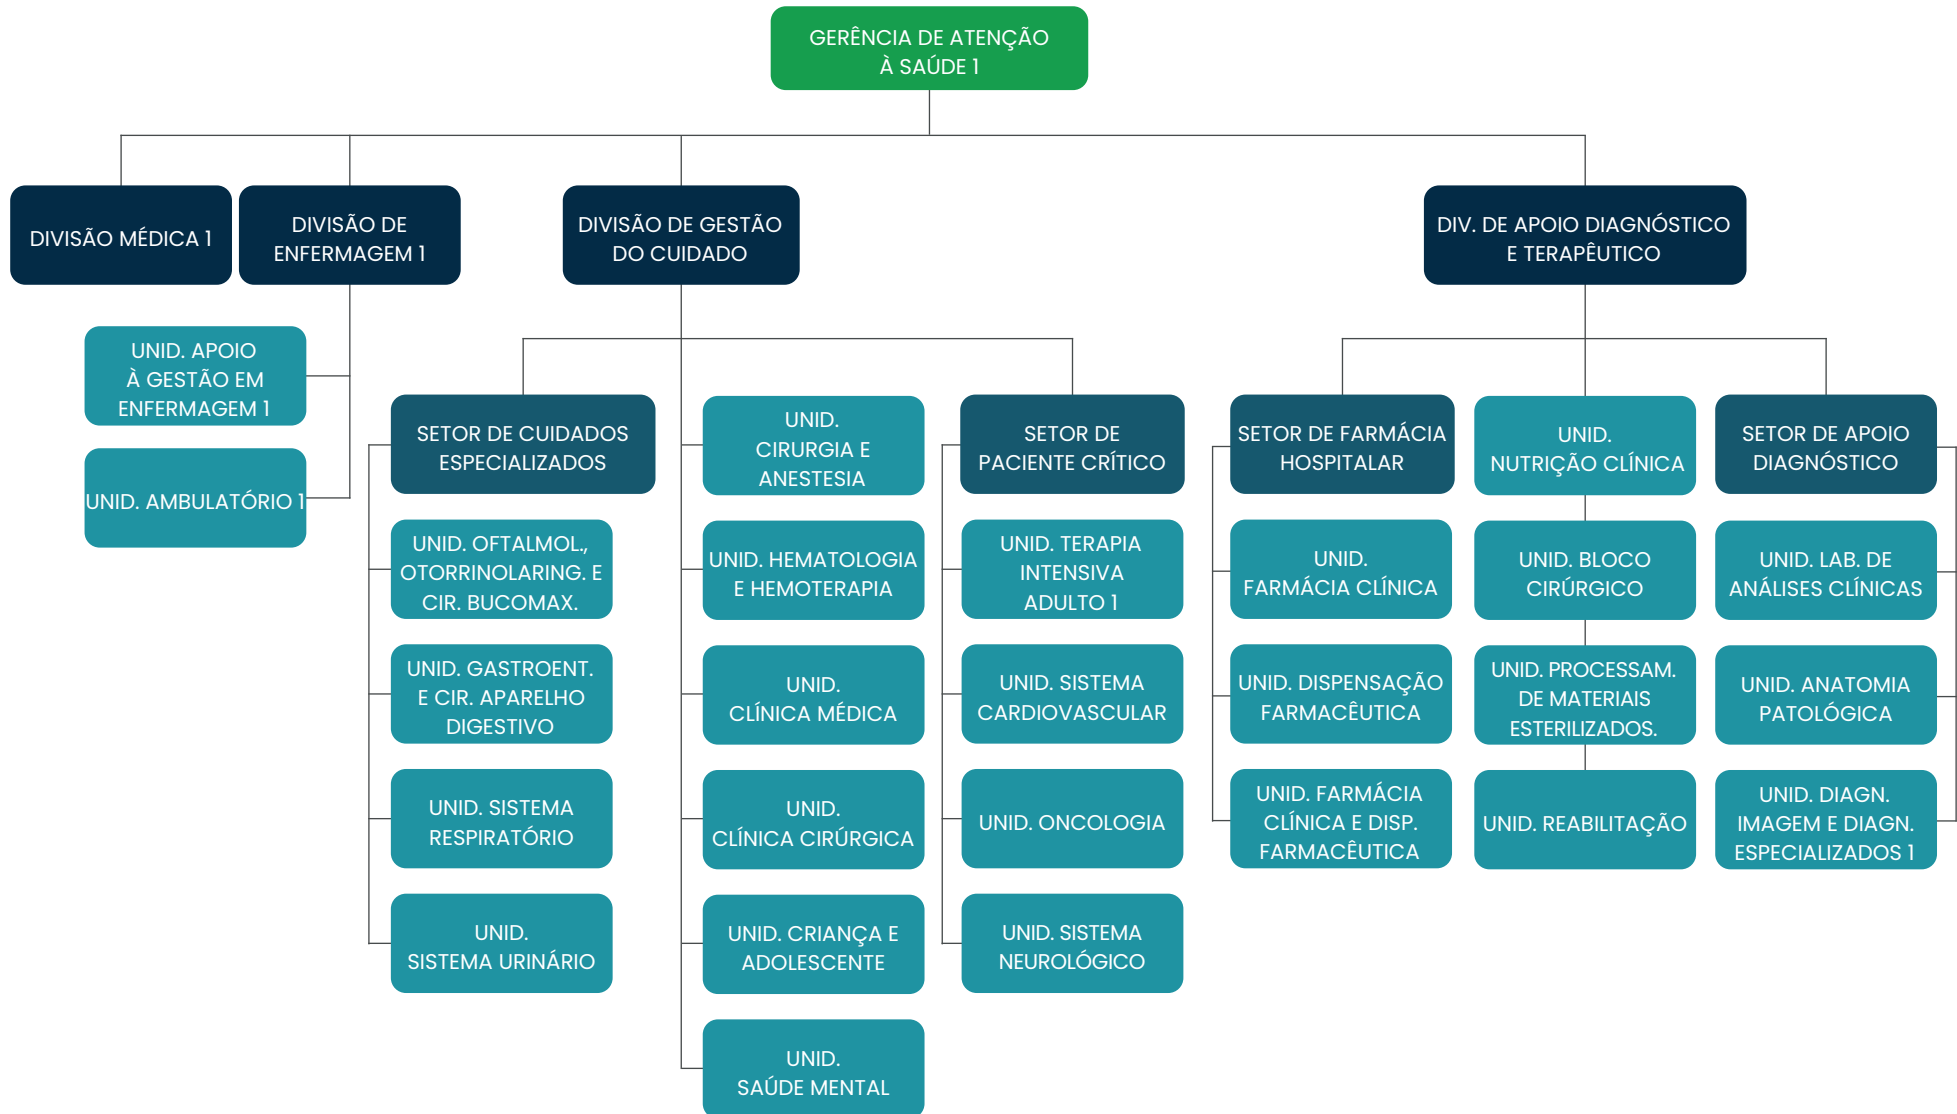 GERÊNCIA DE ATENÇÃO
À SAÚDE 1
DIVISÃO MÉDICA 1
DIVISÃO DE
ENFERMAGEM 1
DIVISÃO DE GESTÃO
DO CUIDADO
DIV. DE APOIO DIAGNÓSTICO
E TERAPÊUTICO
UNID. APOIO
À GESTÃO EM
ENFERMAGEM 1
UNID. AMBULATÓRIO 1
SETOR DE CUIDADOS
ESPECIALIZADOS
UNID. OFTALMOL.,
OTORRINOLARING. E
CIR. BUCOMAX.
UNID. GASTROENT.
E CIR. APARELHO
DIGESTIVO
UNID. SISTEMA
RESPIRATÓRIO
UNID.
SISTEMA URINÁRIO
UNID.
CIRURGIA E
ANESTESIA
UNID. HEMATOLOGIA
E HEMOTERAPIA
UNID.
CLÍNICA MÉDICA
UNID.
CLÍNICA CIRÚRGICA
UNID. CRIANÇA E
ADOLESCENTE
UNID.
SAÚDE MENTAL
SETOR DE
PACIENTE CRÍTICO
UNID. TERAPIA
INTENSIVA
ADULTO 1
UNID. SISTEMA
CARDIOVASCULAR
UNID. ONCOLOGIA
UNID. SISTEMA
NEUROLÓGICO
SETOR DE FARMÁCIA
HOSPITALAR
UNID.
FARMÁCIA CLÍNICA
UNID. DISPENSAÇÃO
FARMACÊUTICA
UNID. FARMÁCIA
CLÍNICA E DISP.
FARMACÊUTICA
UNID.
NUTRIÇÃO CLÍNICA
UNID. BLOCO
CIRÚRGICO
UNID. PROCESSAM.
DE MATERIAIS
ESTERILIZADOS.
UNID. REABILITAÇÃO
SETOR DE APOIO
DIAGNÓSTICO
UNID. LAB. DE
ANÁLISES CLÍNICAS
UNID. ANATOMIA
PATOLÓGICA
UNID. DIAGN.
IMAGEM E DIAGN.
ESPECIALIZADOS 1